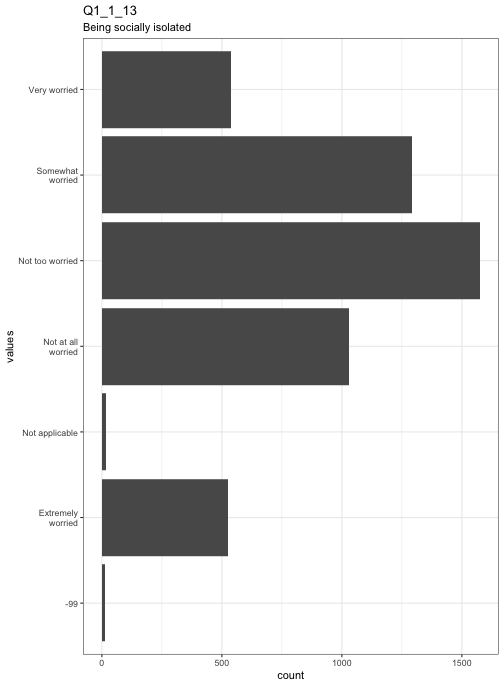 Q1_1_13
Being socially isolated
Very worried
Somewhat
worried
Not too worried
Not at all
worried
Not applicable
Extremely
worried
-99
values
0
500
1000
1500
count